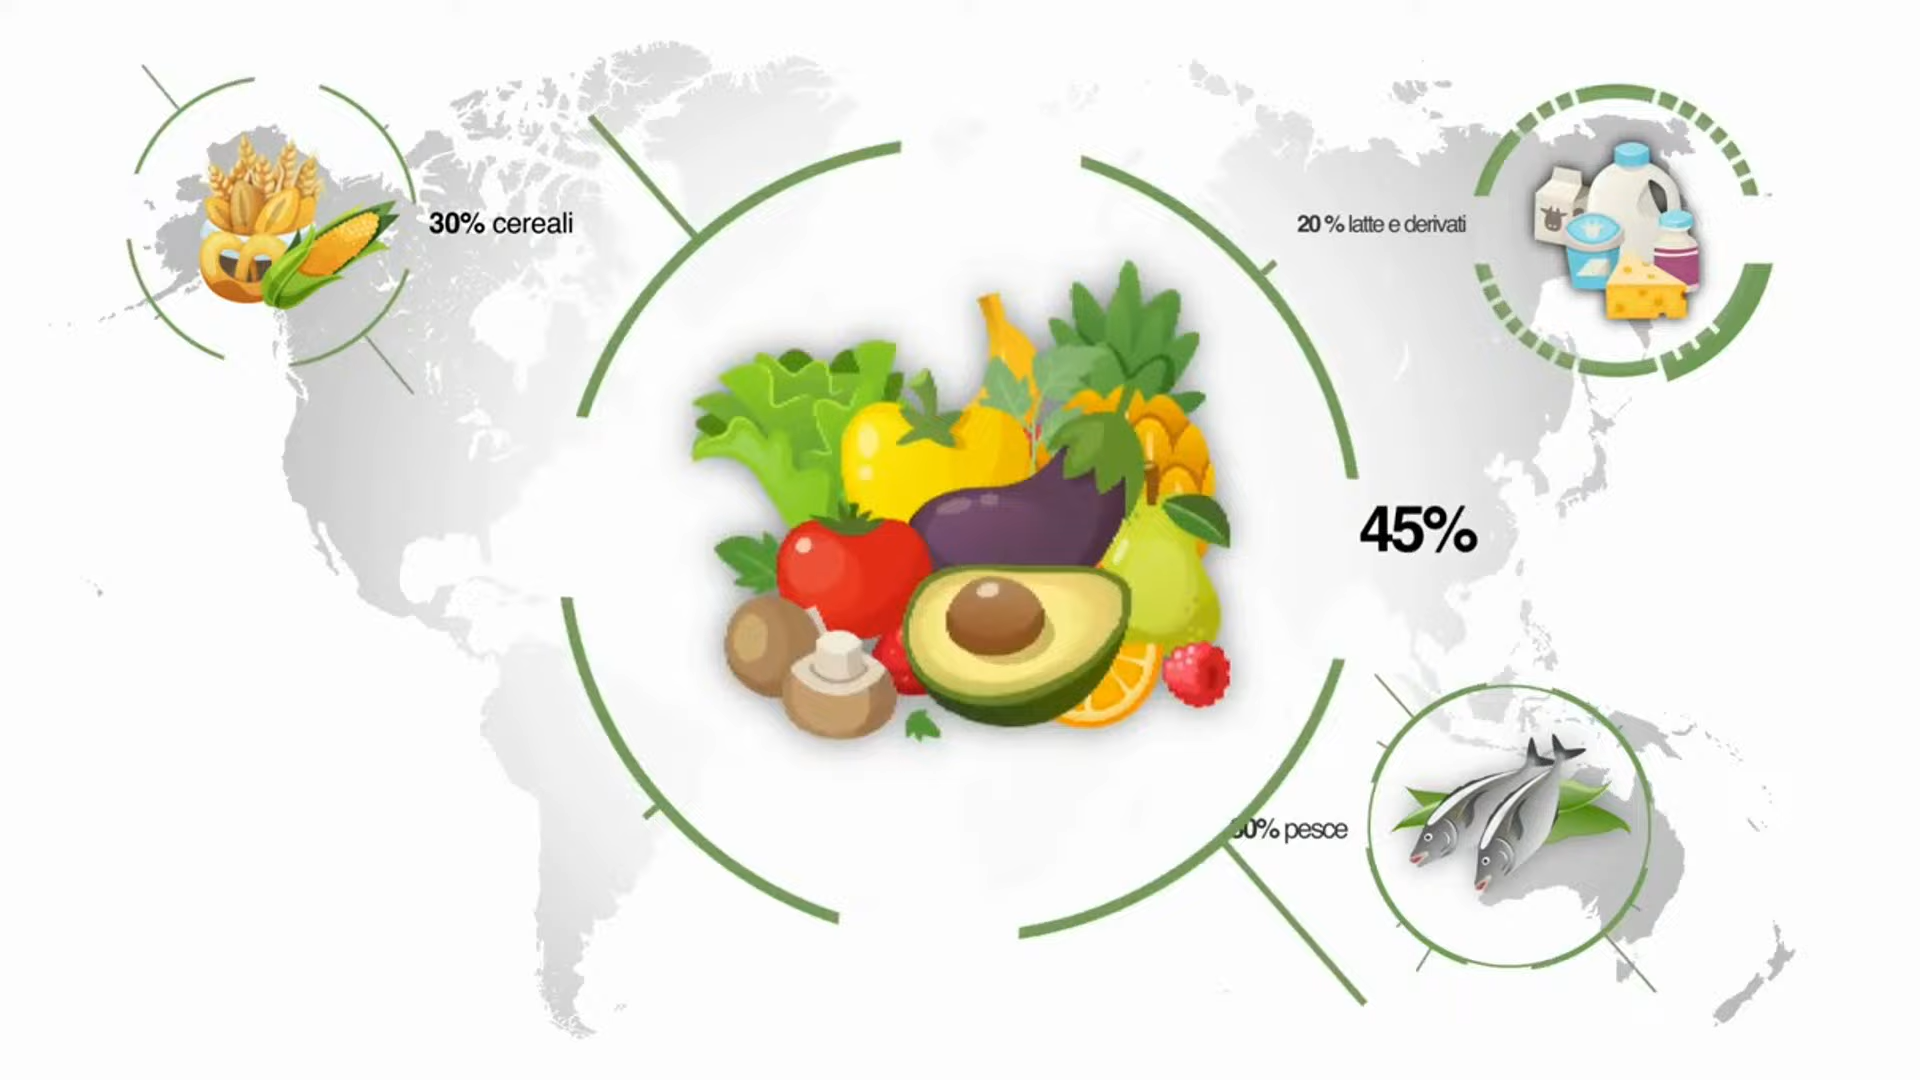 30% cereali
20 % latte e derivati
45%
pesce